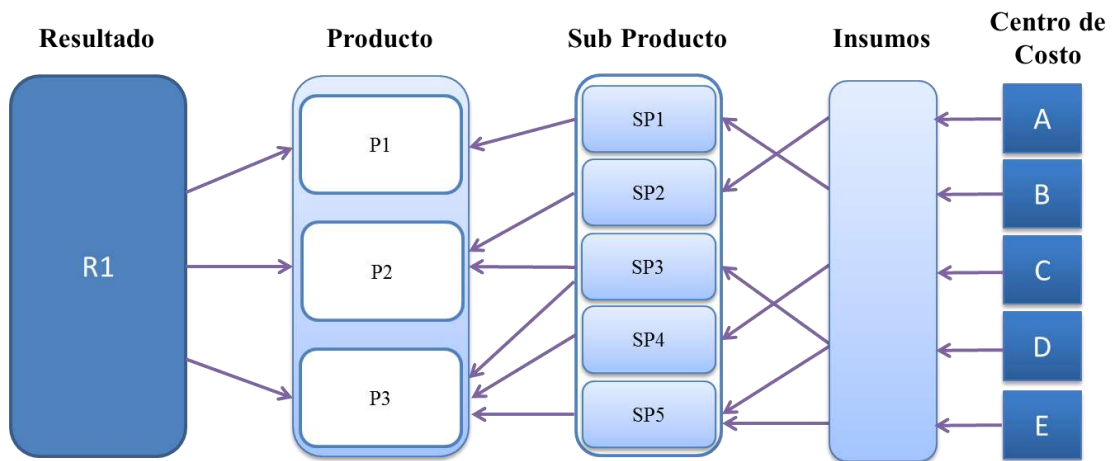 Resultado
Producto
Sub Producto
Insumos
Centro de
Costo
R1
P1
P2
P3
SP1
SP2
SP3
SP4
SP5
A
B
C
D
E